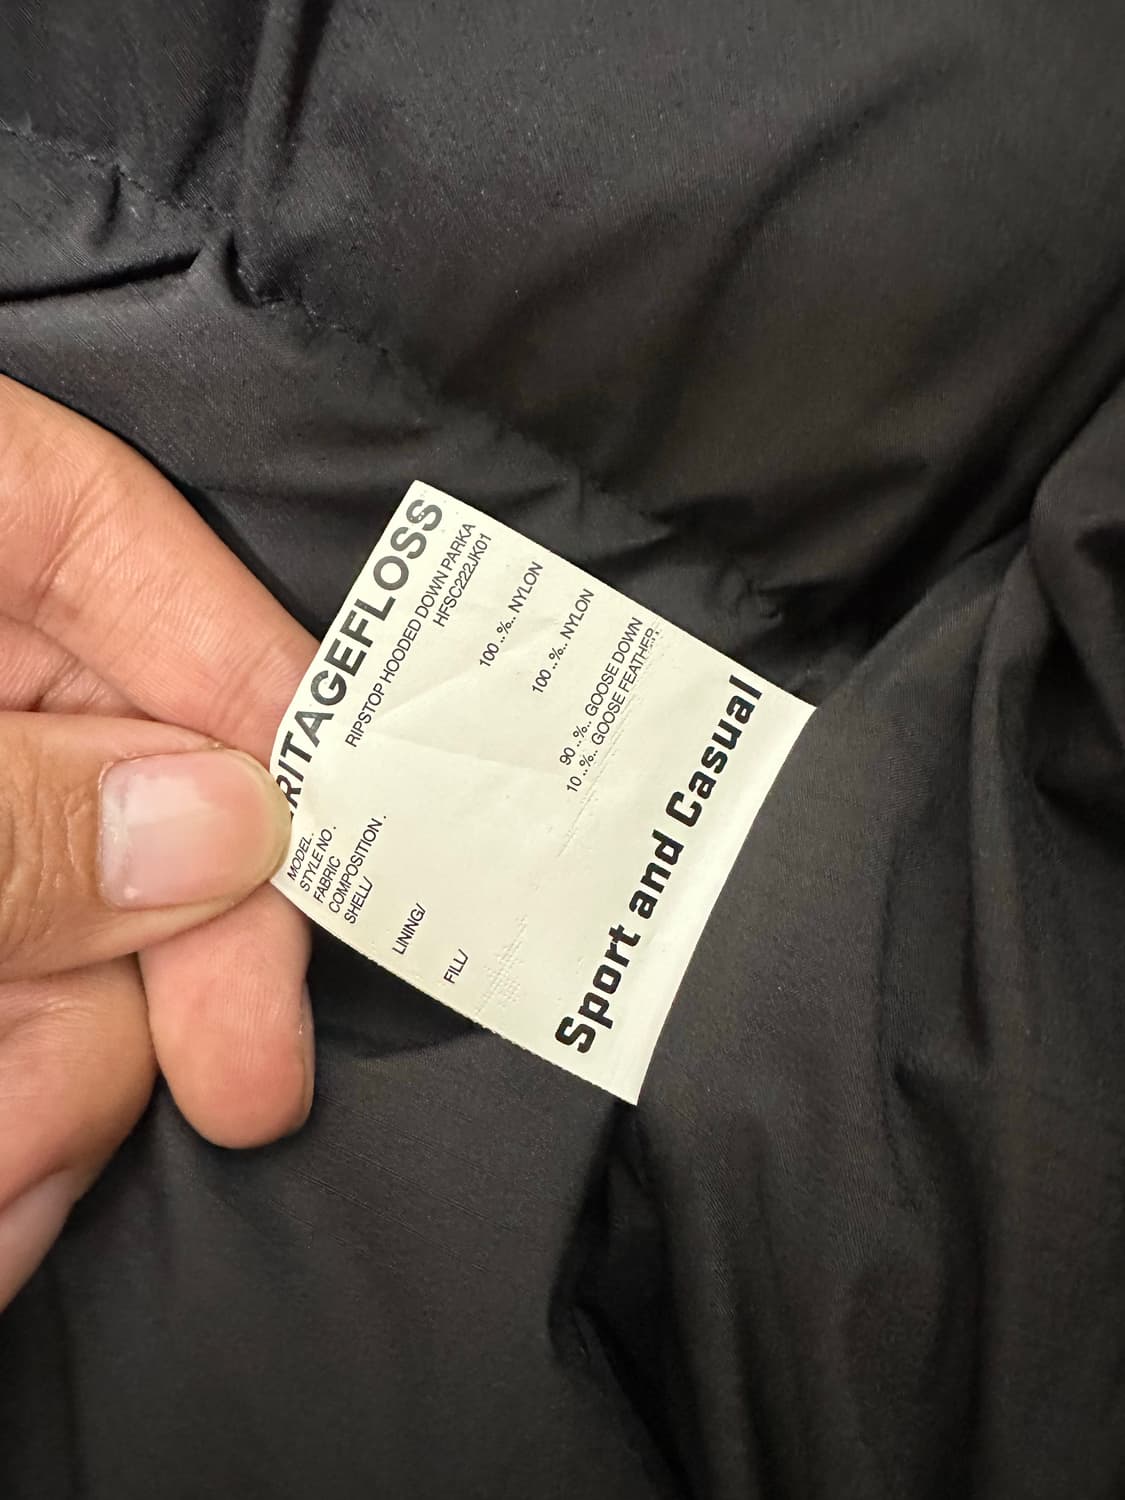 RITAGEFLOSS
MODEL. RIPSTOP HOODED DOWN PARKA
STYLE NO. HFSC222JK01
FABRIC
COMPOSITION.
SHELL/ 100..%.. NYLON
LINING/ 100..%.. NYLON
FILL/ 90..%.. GOOSE DOWN
10..%.. GOOSE FEATHER
Sport and Casual